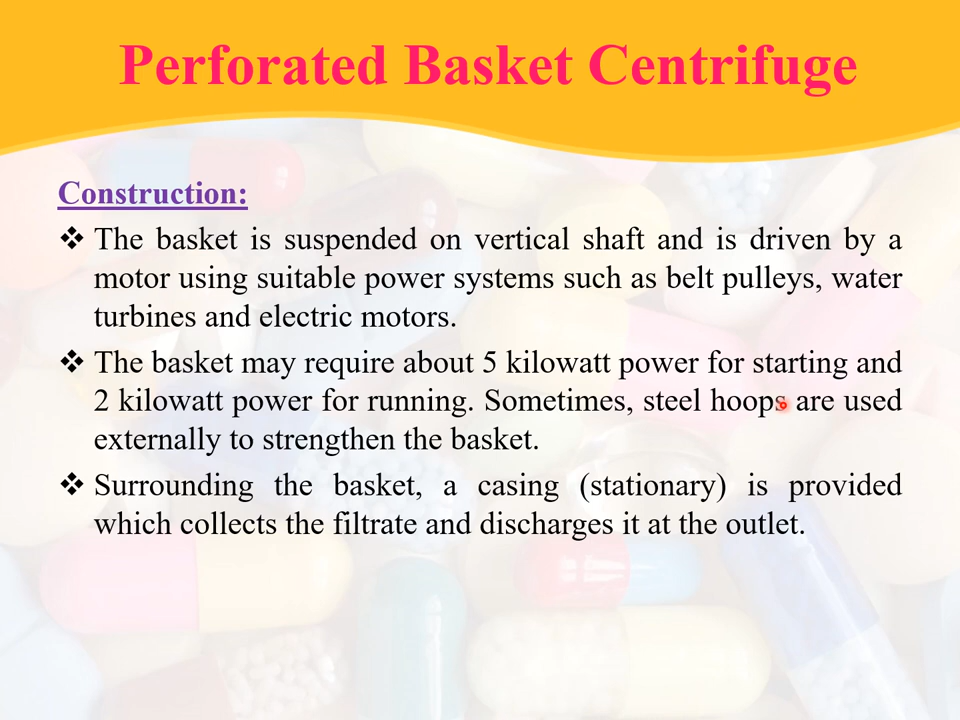 Perforated Basket Centrifuge
Construction:
❖ The basket is suspended on vertical shaft and is driven by a
motor using suitable power systems such as belt pulleys, water
turbines and electric motors.
❖ The basket may require about 5 kilowatt power for starting and
2 kilowatt power for running. Sometimes, steel hoops are used
externally to strengthen the basket.
❖ Surrounding the basket, a casing (stationary) is provided
which collects the filtrate and discharges it at the outlet.